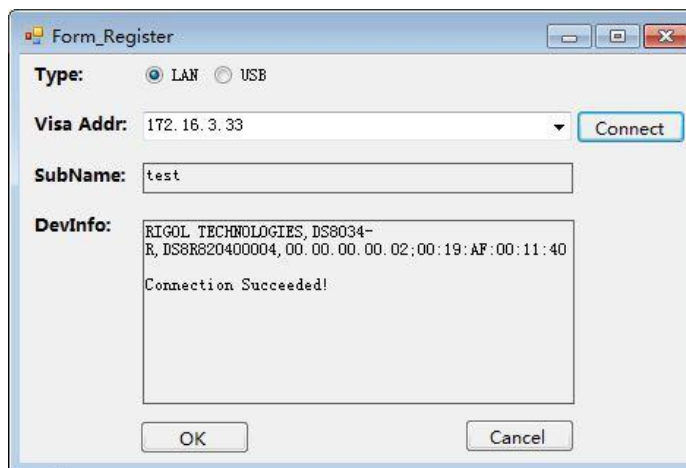 Form_Register
Type: LAN USB
Visa Addr: 172.16.3.33 Connect
SubName: test
DevInfo: RIGOL TECHNOLOGIES,DS8034-
R,DS8R820400004,00.00.00.00.02;00:19:AF:00:11:40
Connection Succeeded!
OK Cancel